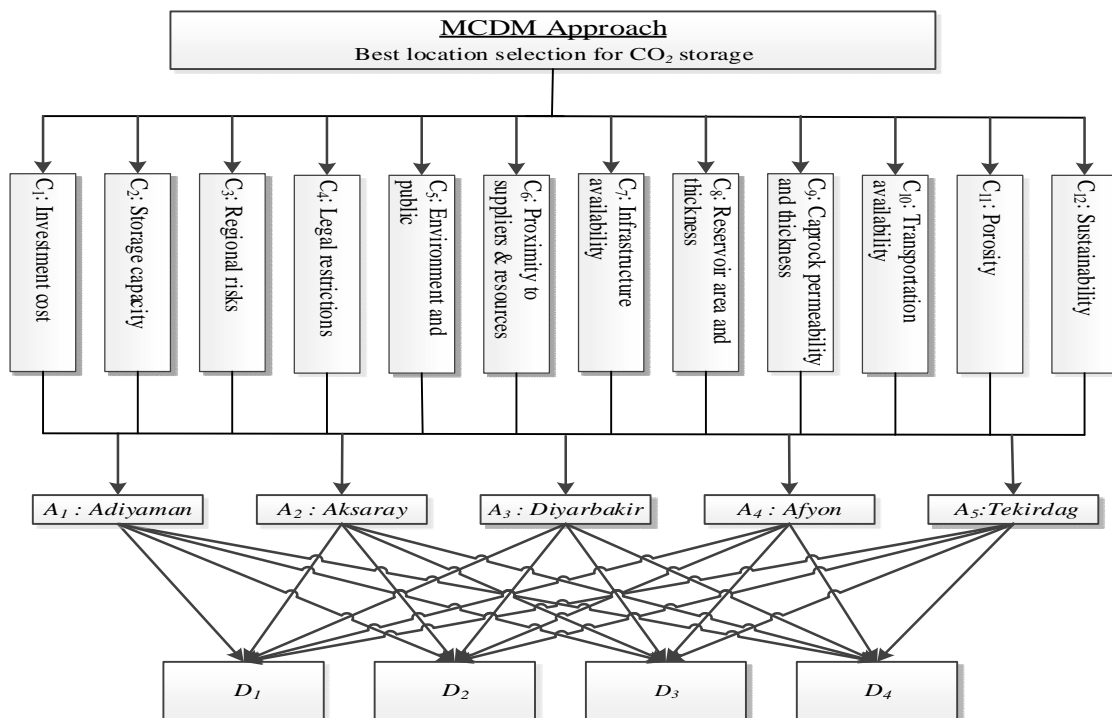 MCDM Approach
Best location selection for CO₂ storage
C₁: Investment
cost
C₂: Storage capacity
C₃: Regional risks
C₄: Legal restrictions
C₅: Environment and
public
C₆: Proximity to
suppliers & resources
C₇: Infrastructure
availability
C₈: Reservoir area and
thickness
C₉: Caprock permeability
and thickness
C₁₀: Transportation
availability
C₁₁: Porosity
C₁₂: Sustainability
A₁ : Adiyaman
A₂ : Aksaray
A₃ : Diyarbakir
A₄ : Afyon
A₅:Tekirdag
D₁
D₂
D₃
D₄